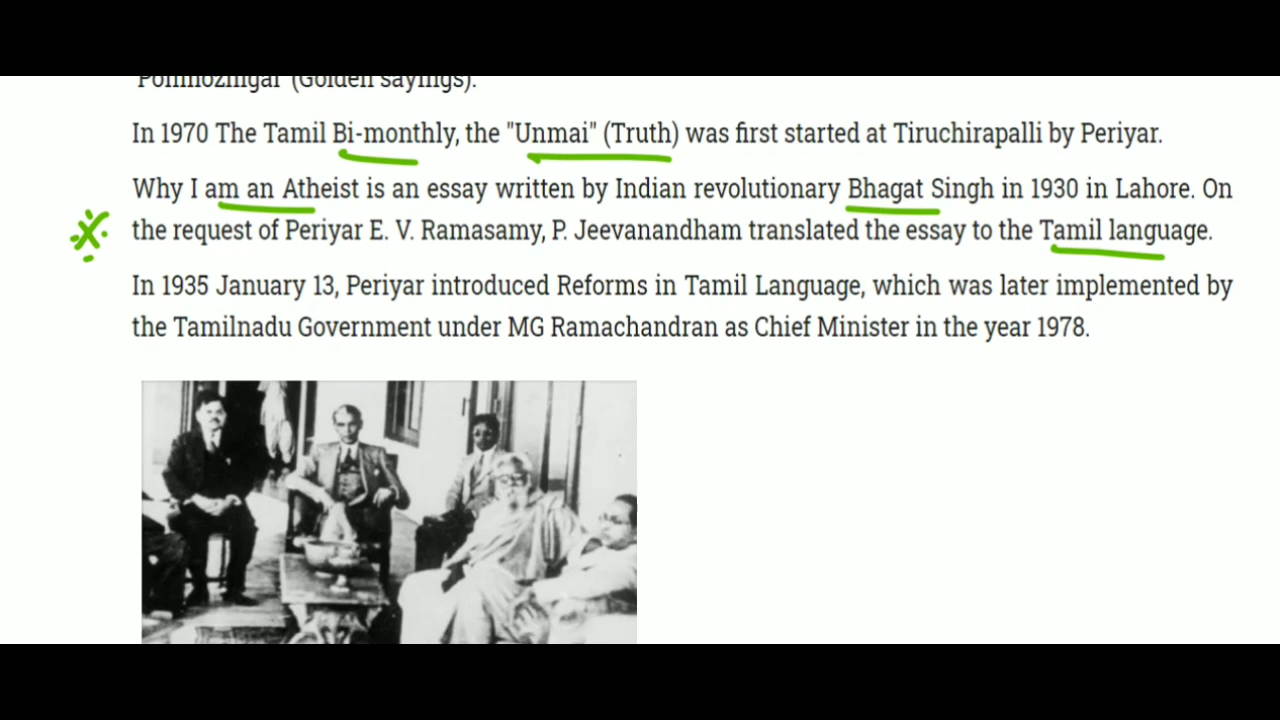 (Golden sayings).
In 1970 The Tamil Bi-monthly, the "Unmai" (Truth) was first started at Tiruchirapalli by Periyar.
Why I am an Atheist is an essay written by Indian revolutionary Bhagat Singh in 1930 in Lahore. On
the request of Periyar E. V. Ramasamy, P. Jeevanandham translated the essay to the Tamil language.
In 1935 January 13, Periyar introduced Reforms in Tamil Language, which was later implemented by
the Tamilnadu Government under MG Ramachandran as Chief Minister in the year 1978.